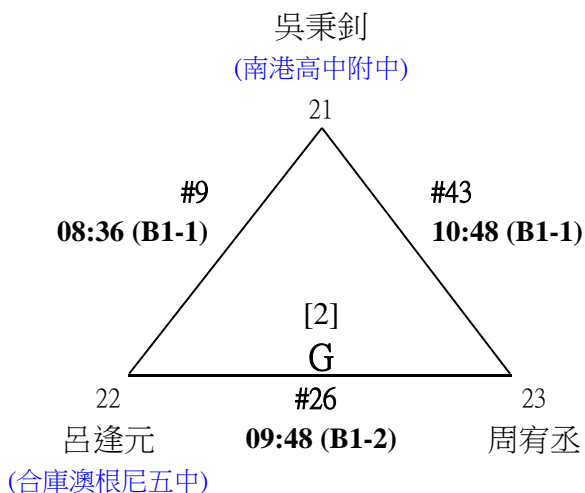 吳秉釗
(南港高中附中)
21
#9
#43
08:36 (B1-1)
10:48 (B1-1)
[2]
G
22
#26
23
呂逢元
09:48 (B1-2)
周宥丞
(合庫澳根尼五中)